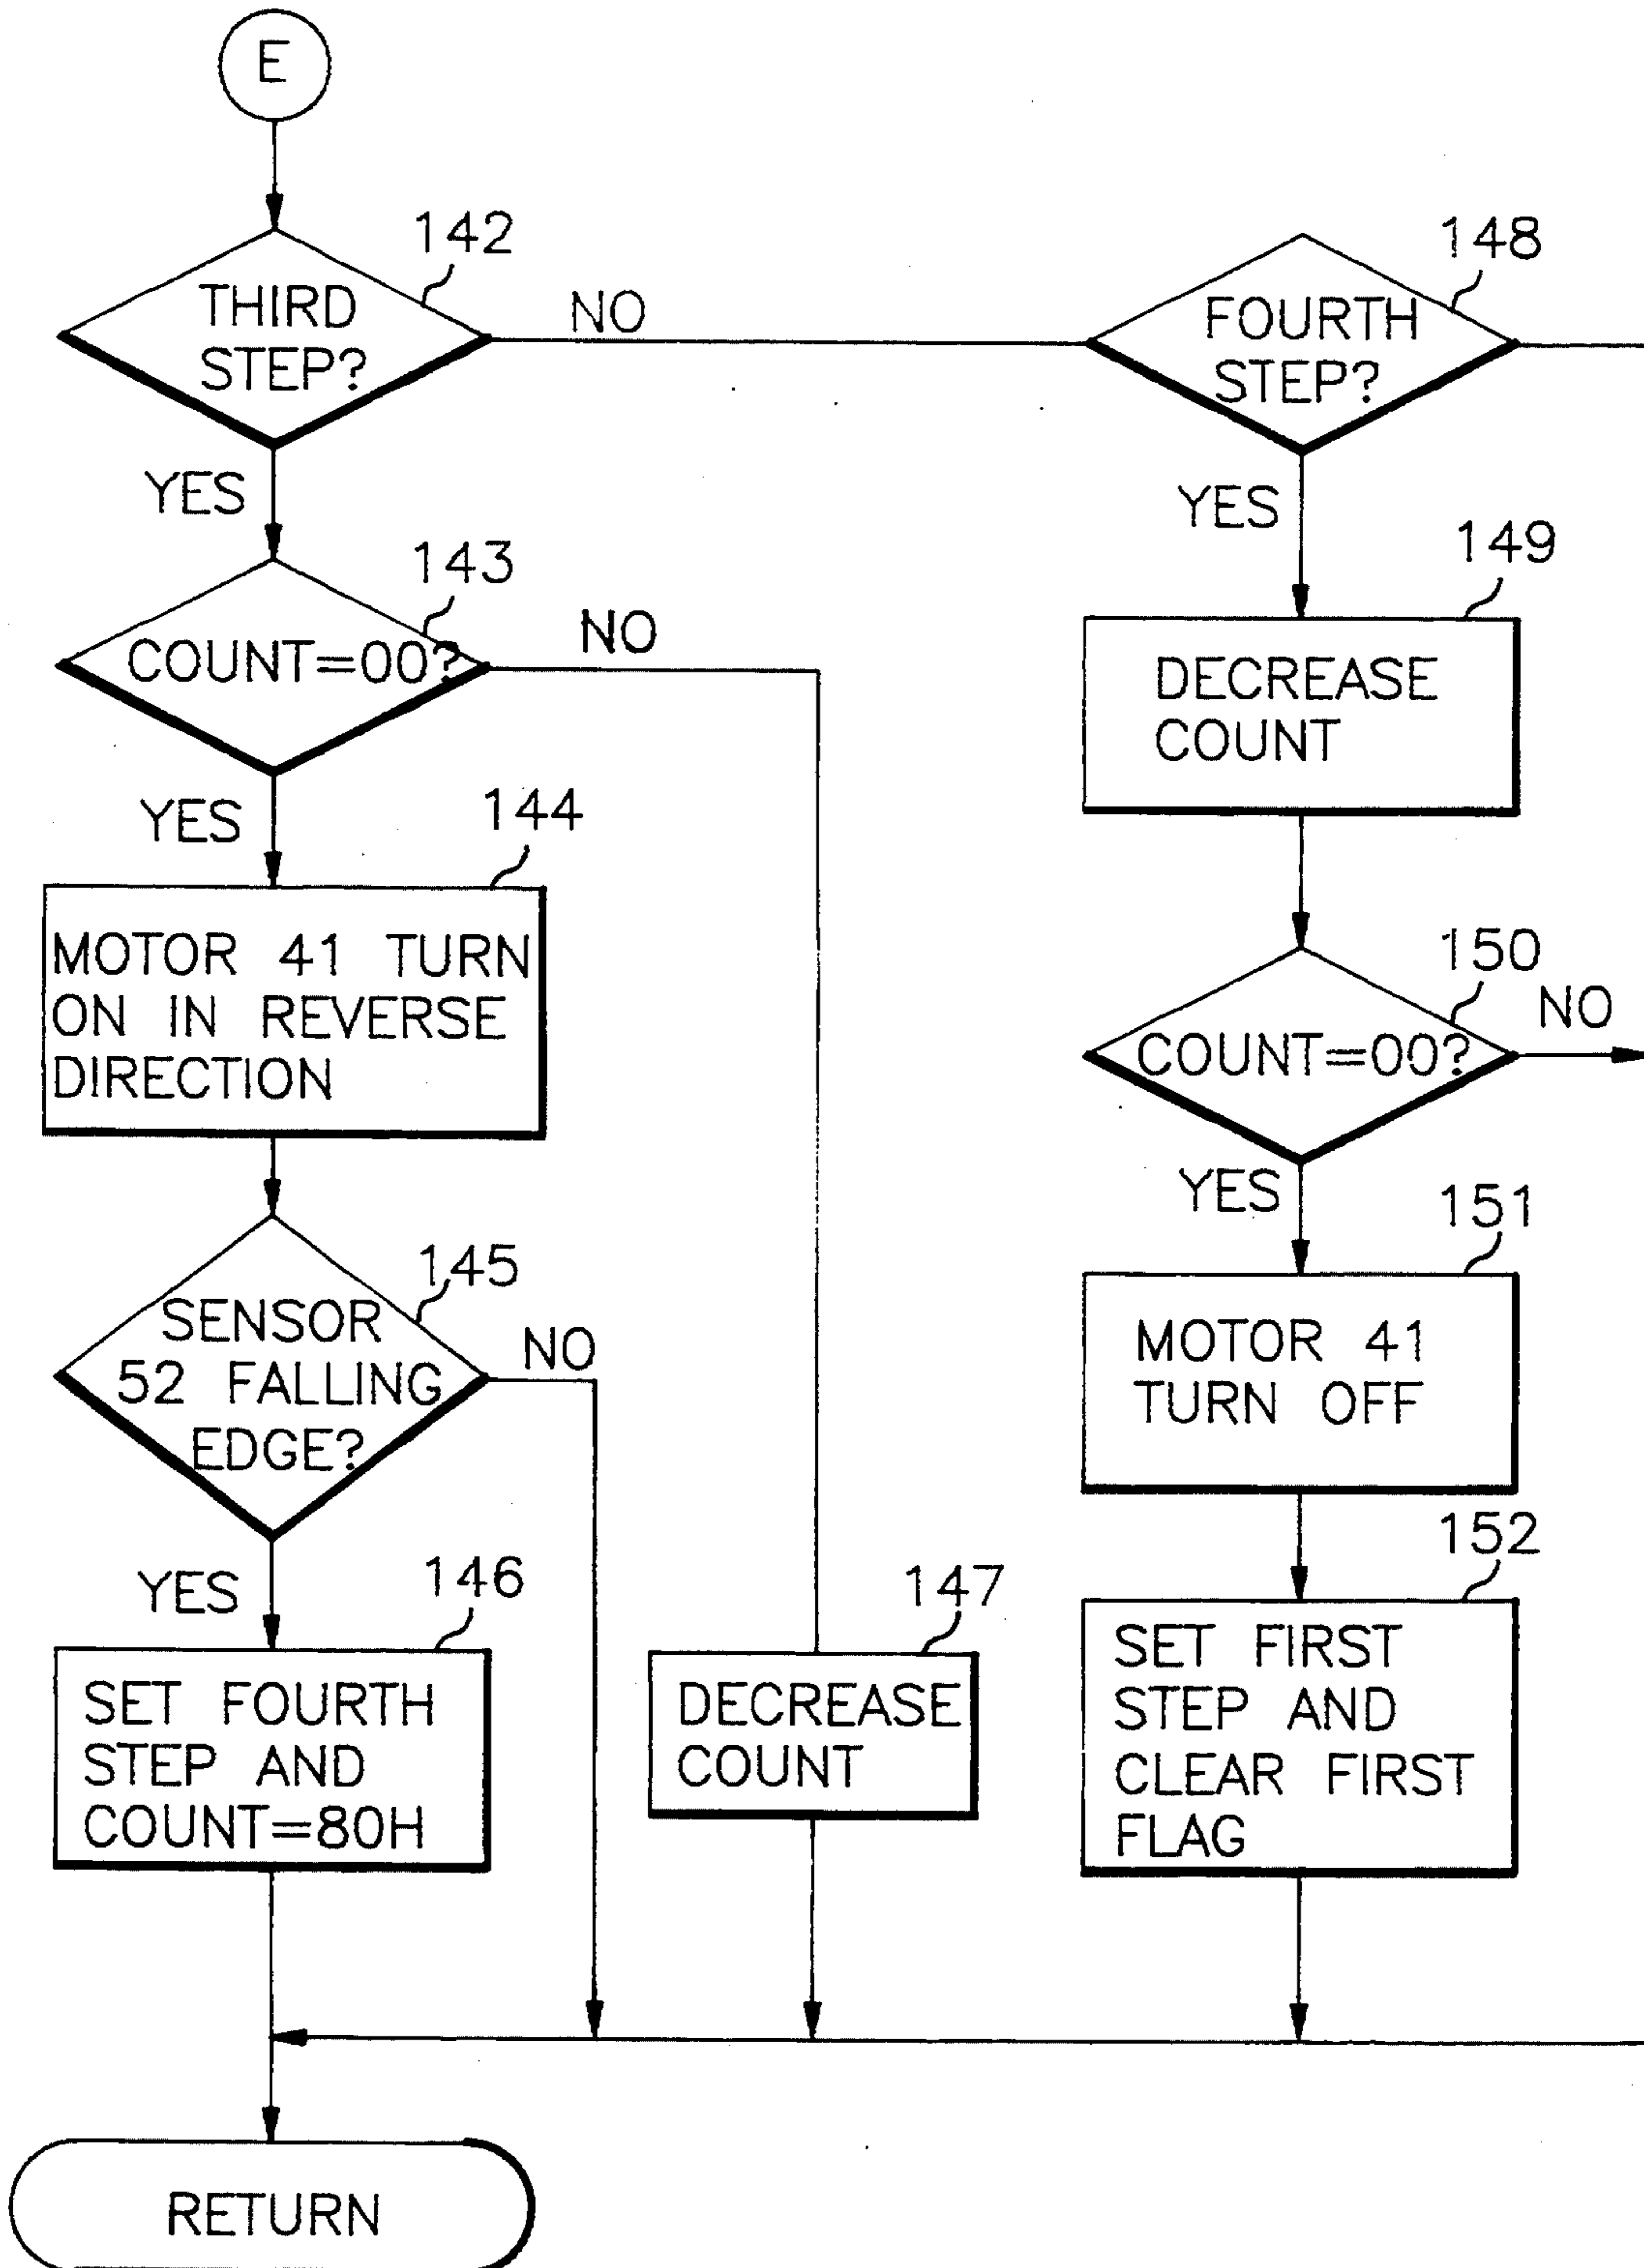 E
142
THIRD
STEP?
NO
YES
143
COUNT=00?
NO
YES
144
MOTOR 41 TURN
ON IN REVERSE
DIRECTION
145
SENSOR
52 FALLING
EDGE?
NO
YES
146
SET FOURTH
STEP AND
COUNT=80H
147
DECREASE
COUNT
148
FOURTH
STEP?
YES
149
DECREASE
COUNT
150
COUNT=00?
NO
YES
151
MOTOR 41
TURN OFF
152
SET FIRST
STEP AND
CLEAR FIRST
FLAG
RETURN